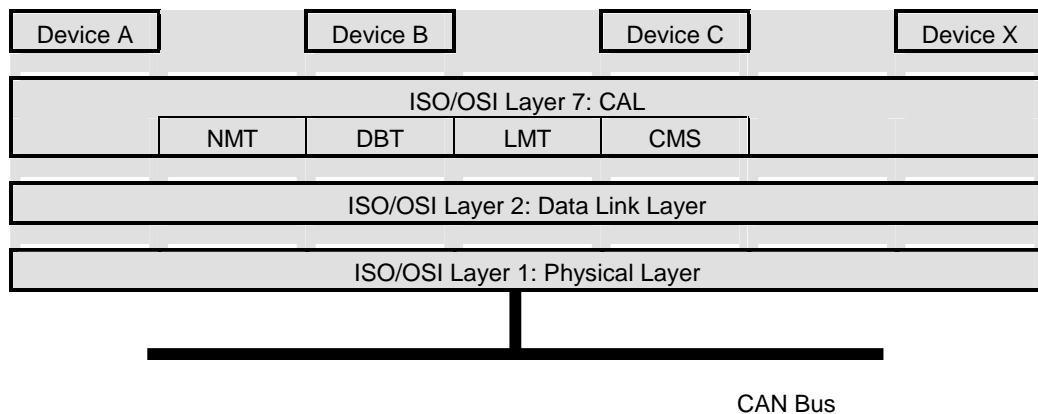 Device A Device B Device C Device X
ISO/OSI Layer 7: CAL
NMT DBT LMT CMS
ISO/OSI Layer 2: Data Link Layer
ISO/OSI Layer 1: Physical Layer
CAN Bus